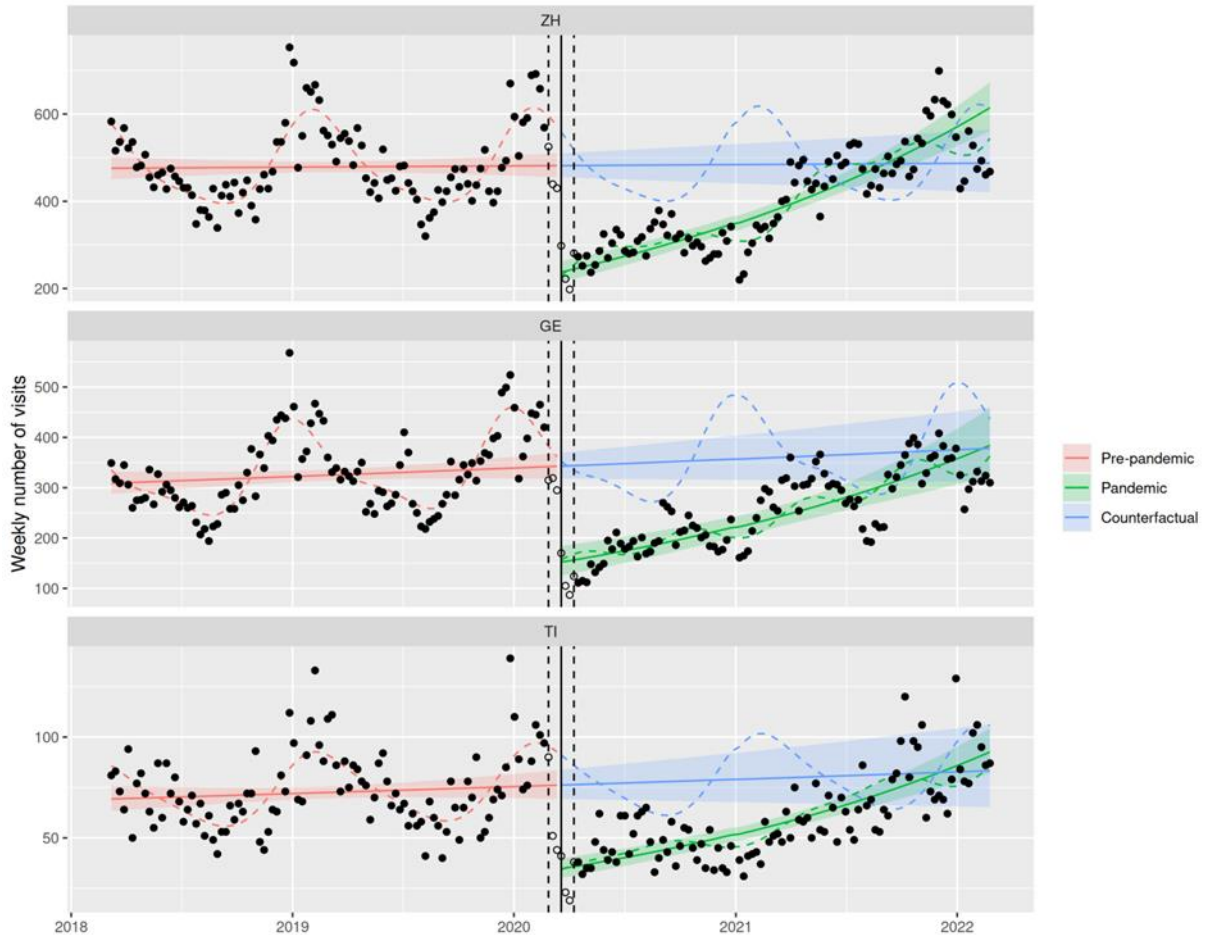 ZH
600
400
200
GE
Weekly number of visits
500
400
300
200
100
Pre-pandemic
Pandemic
Counterfactual
TI
100
50
2018 2019 2020 2021 2022